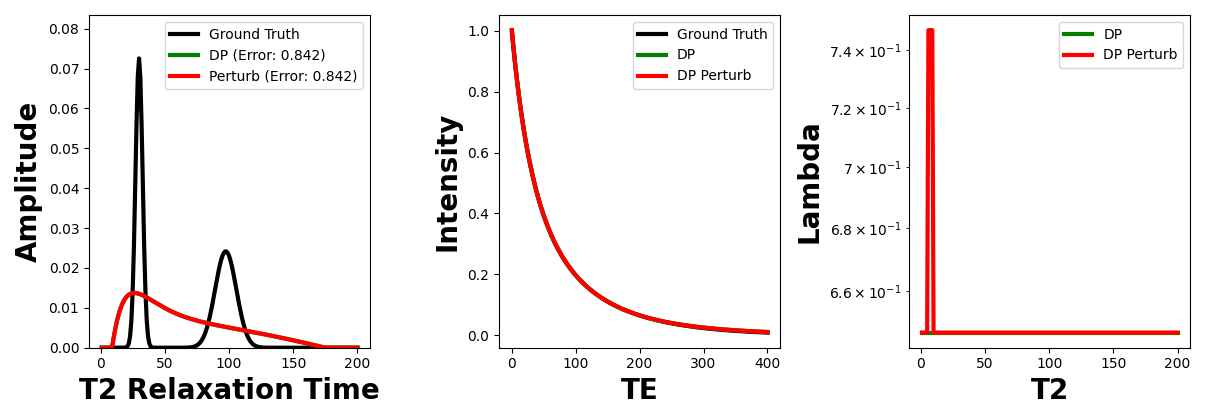 Amplitude
0.08
0.07
0.06
0.05
0.04
0.03
0.02
0.01
0.00
Ground Truth
DP (Error: 0.842)
Perturb (Error: 0.842)
0 50 100 150 200
T2 Relaxation Time
Intensity
1.0
0.8
0.6
0.4
0.2
0.0
Ground Truth
DP
DP Perturb
0 100 200 300 400
TE
Lambda
7.4 × 10⁻¹
7.2 × 10⁻¹
7 × 10⁻¹
6.8 × 10⁻¹
6.6 × 10⁻¹
DP
DP Perturb
0 50 100 150 200
T2